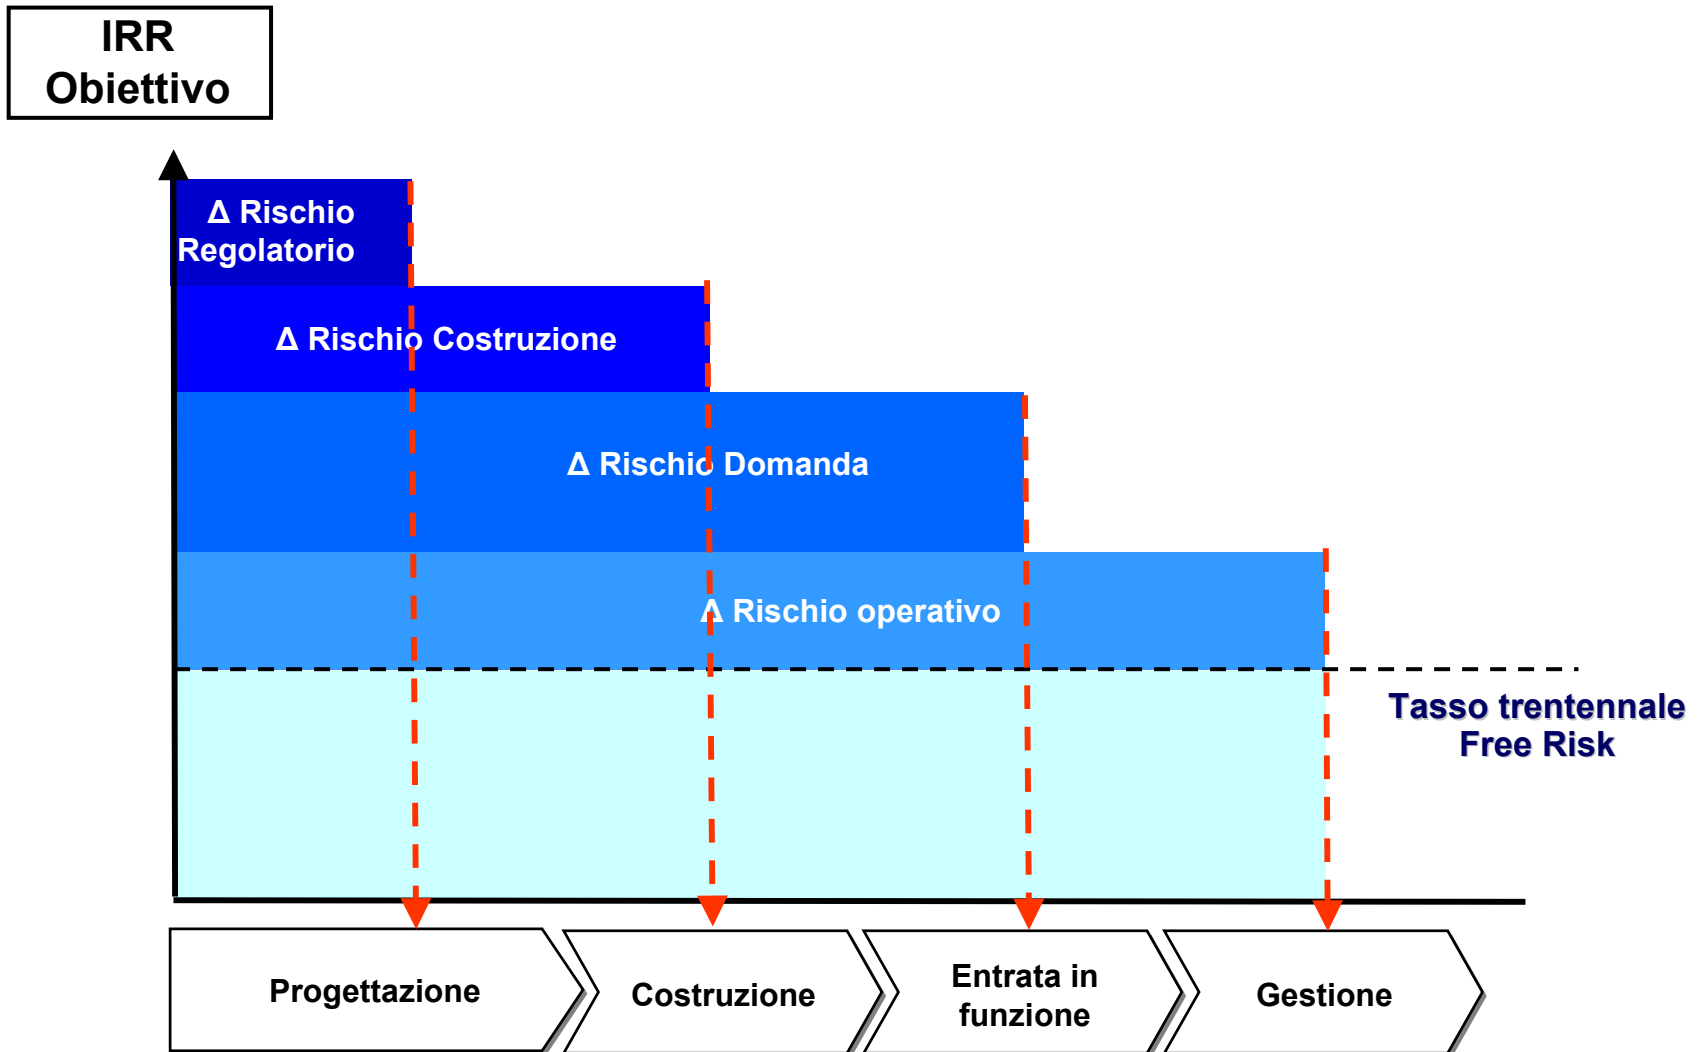 IRR
Obiettivo
Δ Rischio
Regolatorio
Δ Rischio Costruzione
Δ Rischio Domanda
Δ Rischio operativo
Tasso trentennale
Free Risk
Progettazione
Costruzione
Entrata in
funzione
Gestione